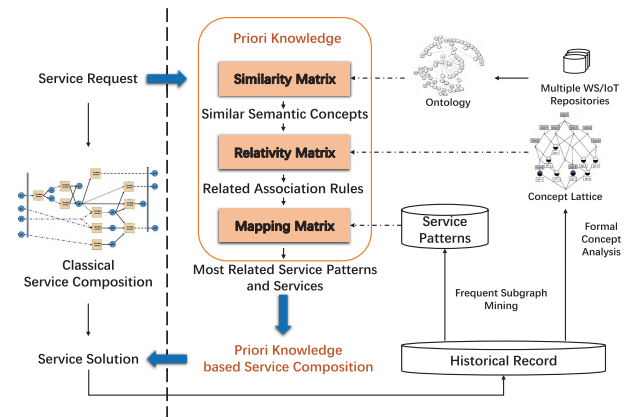 Priori Knowledge
Service Request
Similarity Matrix
Similar Semantic Concepts
Relativity Matrix
Related Association Rules
Mapping Matrix
Most Related Service Patterns
and Services
Priori Knowledge
based Service Composition
Classical
Service Composition
Service Solution
Ontology
Multiple WS/IoT
Repositories
Concept Lattice
Service
Patterns
Formal
Concept
Analysis
Frequent Subgraph
Mining
Historical Record